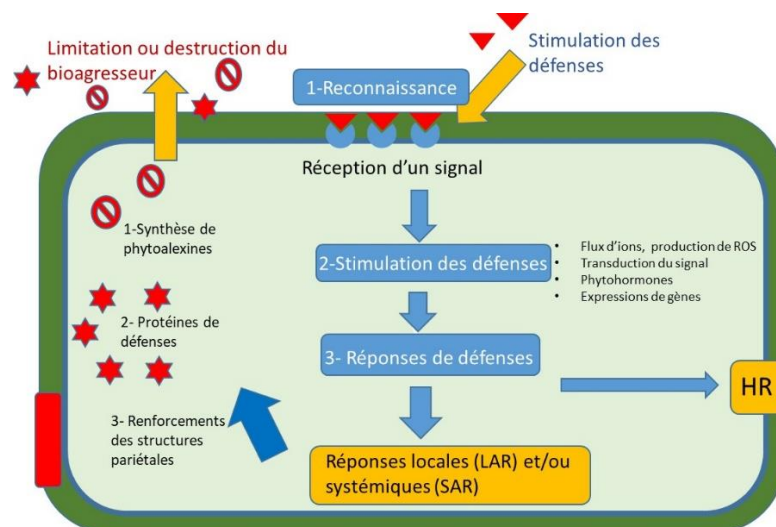 Limitation ou destruction du
bioagresseur
Stimulation des
défenses
1-Reconnaissance
Réception d’un signal
1-Synthèse de
phytoalexines
2-Stimulation des défenses
• Flux d’ions, production de ROS
• Transduction du signal
• Phytohormones
• Expressions de gènes
2- Protéines de
défenses
3- Réponses de défenses
HR
3- Renforcements
des structures
pariétales
Réponses locales (LAR) et/ou
systémiques (SAR)